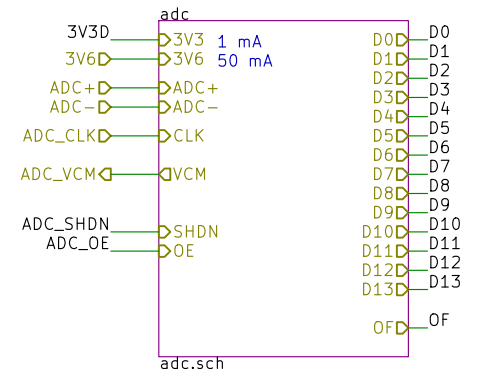 adc
3V3D 3V3 1 mA D0 D0
3V6 3V6 50 mA D1 D1
D2 D2
ADC+ ADC+ D3 D3
ADC- ADC- D4 D4
ADC_CLK CLK D5 D5
D6 D6
ADC_VCM VCM D7 D7
D8 D8
D9 D9
ADC_SHDN SHDN D10 D10
ADC_OE OE D11 D11
D12 D12
D13 D13
OF OF
adc.sch